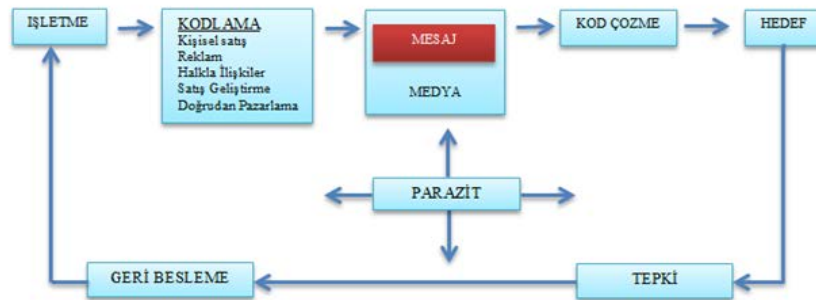 IŞLETME
KODLAMA
Kişisel satış
Reklam
Halkla İlişkiler
Satış Geliştirme
Doğrudan Pazarlama
MESAJ
MEDYA
KOD ÇOZME
HEDEF
PARAZİT
GERİ BESLEME
TEPKİ